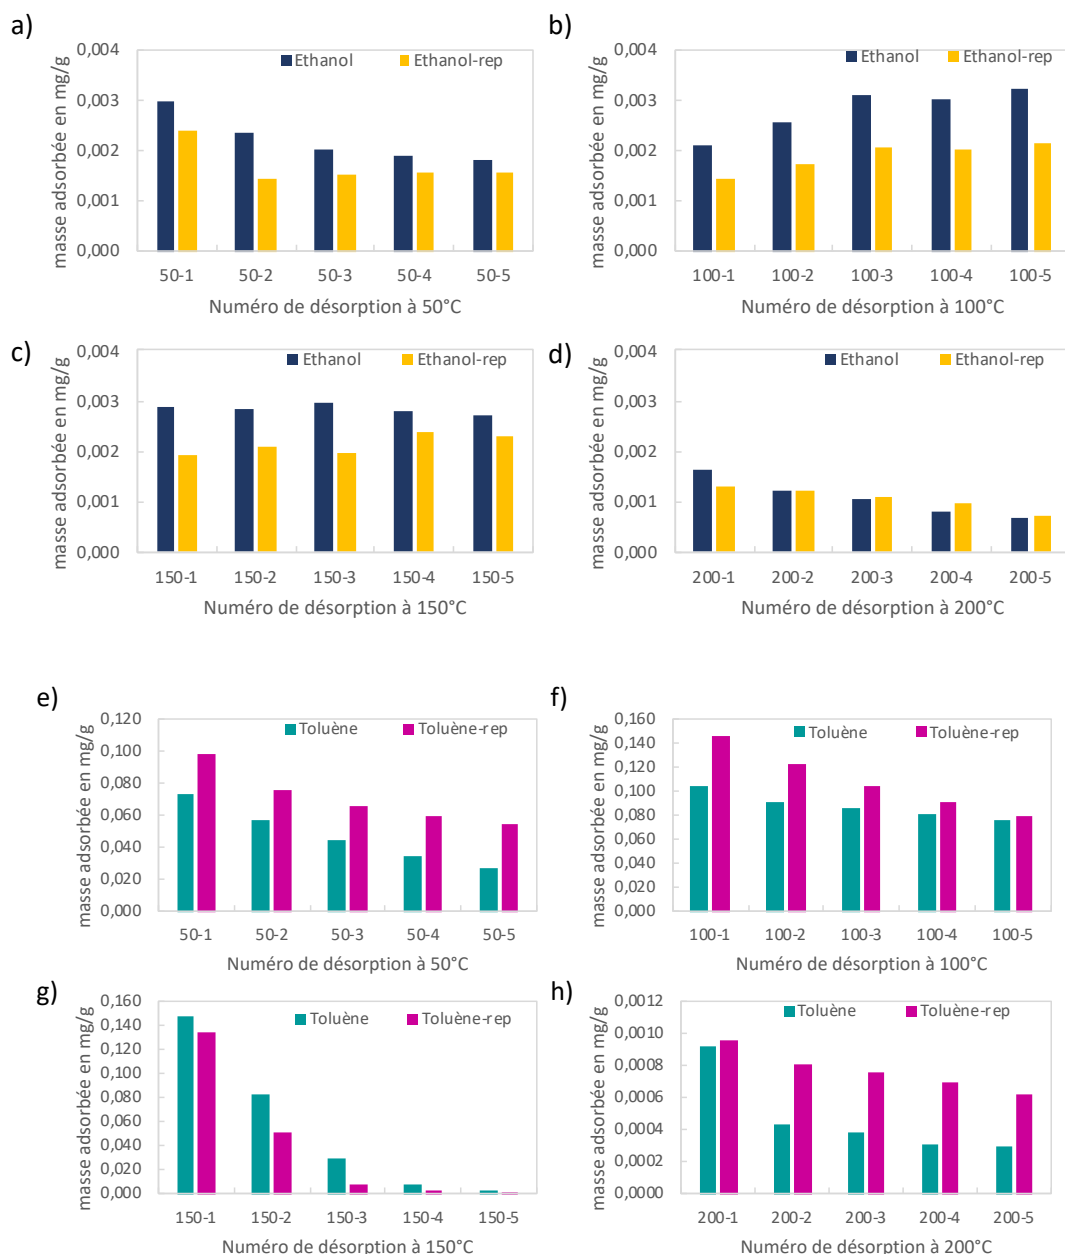 a)
masse adsorbée en mg/g
0,004
0,003
0,002
0,001
0,000
Ethanol Ethanol-rep
50-1 50-2 50-3 50-4 50-5
Numéro de désorption à 50°C
b)
masse adsorbée en mg/g
0,004
0,003
0,002
0,001
0,000
Ethanol Ethanol-rep
100-1 100-2 100-3 100-4 100-5
Numéro de désorption à 100°C
c)
masse adsorbée en mg/g
0,004
0,003
0,002
0,001
0,000
Ethanol Ethanol-rep
150-1 150-2 150-3 150-4 150-5
Numéro de désorption à 150°C
d)
masse adsorbée en mg/g
0,004
0,003
0,002
0,001
0,000
Ethanol Ethanol-rep
200-1 200-2 200-3 200-4 200-5
Numéro de désorption à 200°C
e)
masse adsorbée en mg/g
0,120
0,100
0,080
0,060
0,040
0,020
0,000
Toluène Toluène-rep
50-1 50-2 50-3 50-4 50-5
Numéro de désorption à 50°C
f)
masse adsorbée en mg/g
0,160
0,140
0,120
0,100
0,080
0,060
0,040
0,020
0,000
Toluène Toluène-rep
100-1 100-2 100-3 100-4 100-5
Numéro de désorption à 100°C
g)
masse adsorbée en mg/g
0,160
0,140
0,120
0,100
0,080
0,060
0,040
0,020
0,000
Toluène Toluène-rep
150-1 150-2 150-3 150-4 150-5
Numéro de désorption à 150°C
h)
masse adsorbée en mg/g
0,0012
0,0010
0,0008
0,0006
0,0004
0,0002
0,0000
Toluène Toluène-rep
200-1 200-2 200-3 200-4 200-5
Numéro de désorption à 200°C